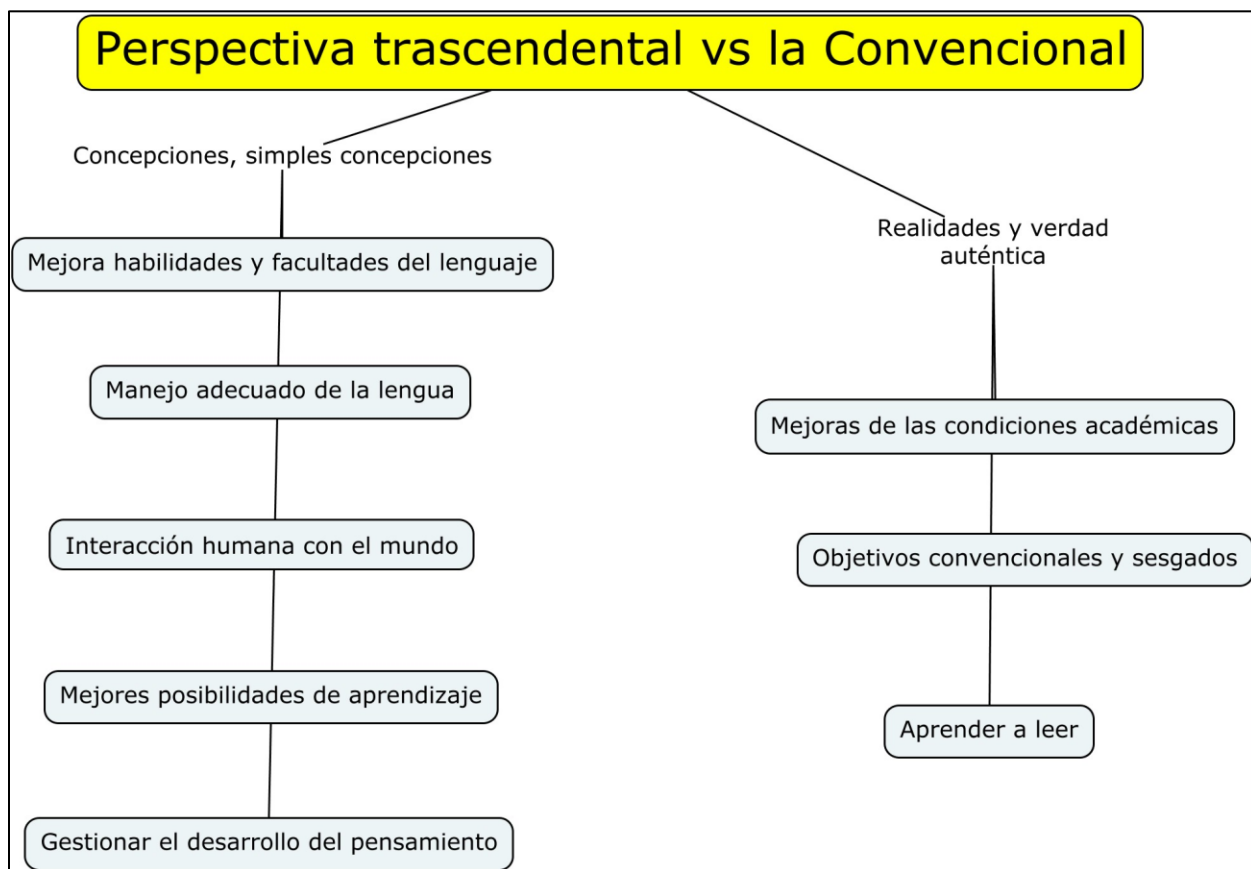 Perspectiva trascendental vs la Convencional
Concepciones, simples concepciones
Mejora habilidades y facultades del lenguaje
Manejo adecuado de la lengua
Interacción humana con el mundo
Mejores posibilidades de aprendizaje
Gestionar el desarrollo del pensamiento
Realidades y verdad
auténtica
Mejoras de las condiciones académicas
Objetivos convencionales y sesgados
Aprender a leer